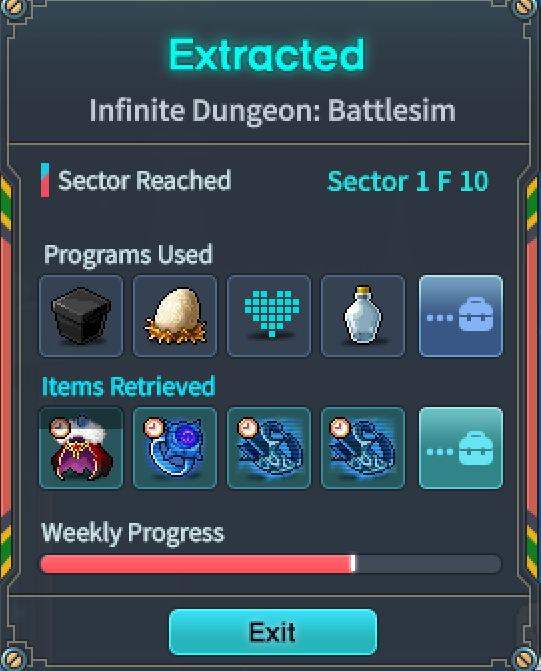 Extracted
Infinite Dungeon: Battlesim
Sector Reached Sector 1 F 10
Programs Used
Items Retrieved
Weekly Progress
Exit